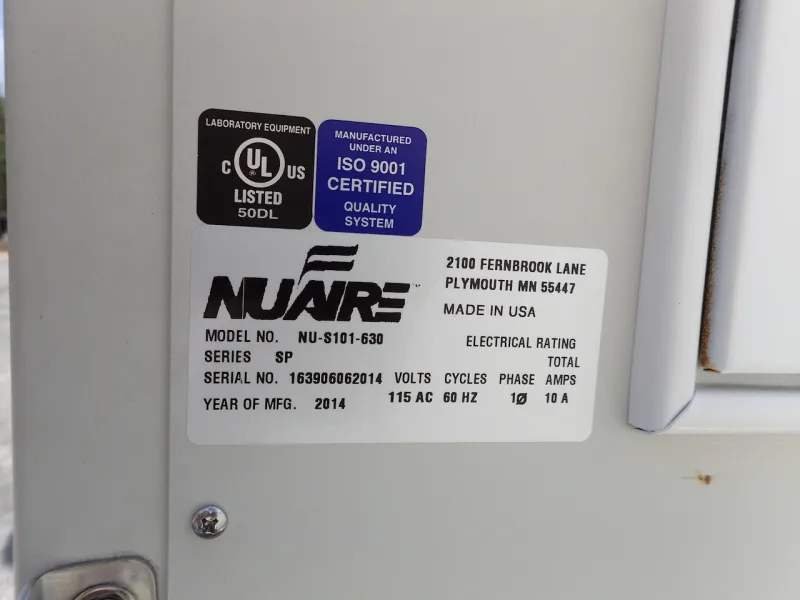 LABORATORY EQUIPMENT
C UL US
LISTED
50DL
MANUFACTURED
UNDER AN
ISO 9001
CERTIFIED
QUALITY
SYSTEM
NUAIRE
2100 FERNBROOK LANE
PLYMOUTH MN 55447
MADE IN USA
MODEL NO. NU-S101-630
ELECTRICAL RATING
SERIES SP
TOTAL
SERIAL NO. 163906062014 VOLTS CYCLES PHASE AMPS
YEAR OF MFG. 2014 115 AC 60 HZ 1Ø 10 A